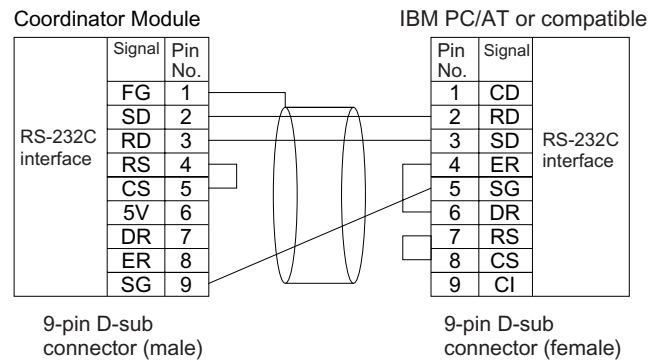 Coordinator Module
IBM PC/AT or compatible
Signal Pin No.
Pin No. Signal
RS-232C interface
FG 1
SD 2
RD 3
RS 4
CS 5
5V 6
DR 7
ER 8
SG 9
1 CD
2 RD
3 SD
4 ER
5 SG
6 DR
7 RS
8 CS
9 CI
RS-232C interface
9-pin D-sub
connector (male)
9-pin D-sub
connector (female)